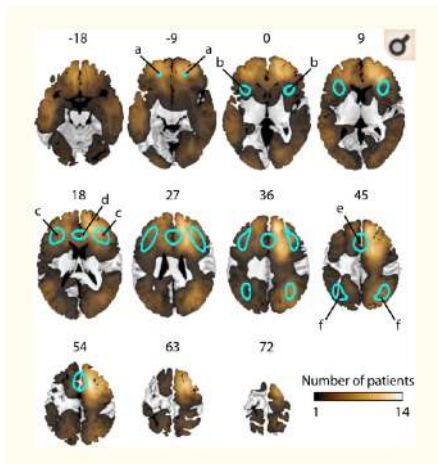 -18 -9 0 9
a a
b b
18 27 36 45
c d c
e
f f
54 63 72
Number of patients
1 14